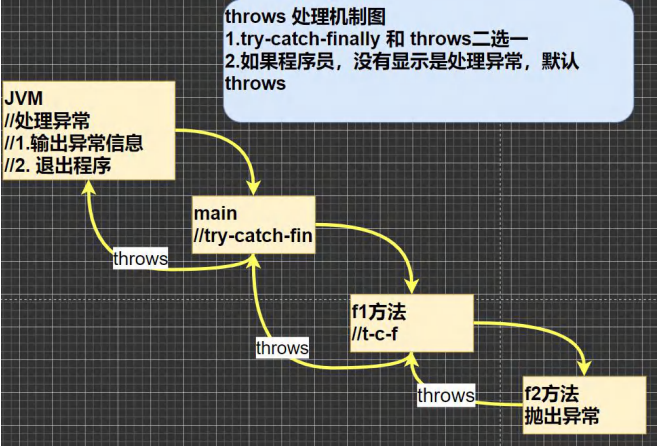 throws 处理机制图
1.try-catch-finally 和 throws二选一
2.如果程序员，没有显示是处理异常，默认
throws
JVM
//处理异常
//1.输出异常信息
//2. 退出程序
main
//try-catch-fin
throws
f1方法
//t-c-f
throws
f2方法
抛出异常
throws